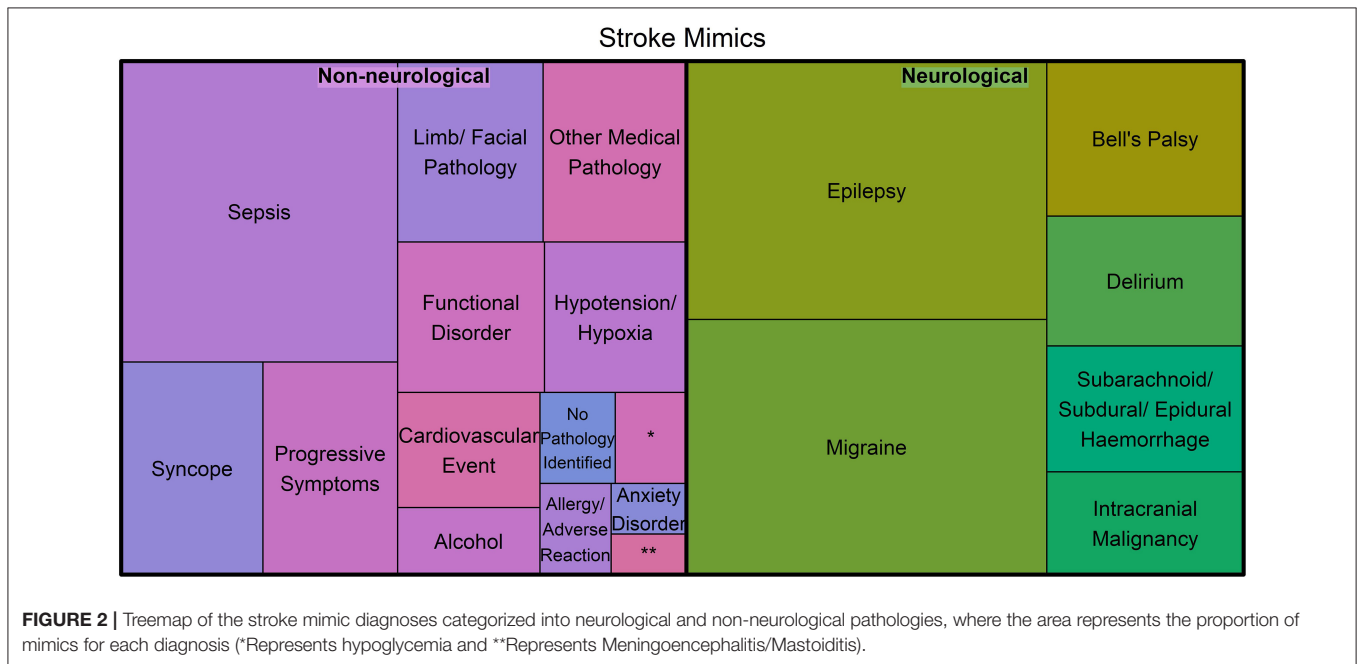 Stroke Mimics
Non-neurological
Neurological
Sepsis
Limb/ Facial
Pathology
Other Medical
Pathology
Functional
Disorder
Hypotension/
Hypoxia
Syncope
Progressive
Symptoms
Cardiovascular
Event
Alcohol
No
Pathology
Identified
*
Allergy/
Adverse
Reaction
Anxiety
Disorder
**
Epilepsy
Migraine
Bell's Palsy
Delirium
Subarachnoid/
Subdural/ Epidural
Haemorrhage
Intracranial
Malignancy
FIGURE 2 | Treemap of the stroke mimic diagnoses categorized into neurological and non-neurological pathologies, where the area represents the proportion of
mimics for each diagnosis (*Represents hypoglycemia and **Represents Meningoencephalitis/Mastoiditis).